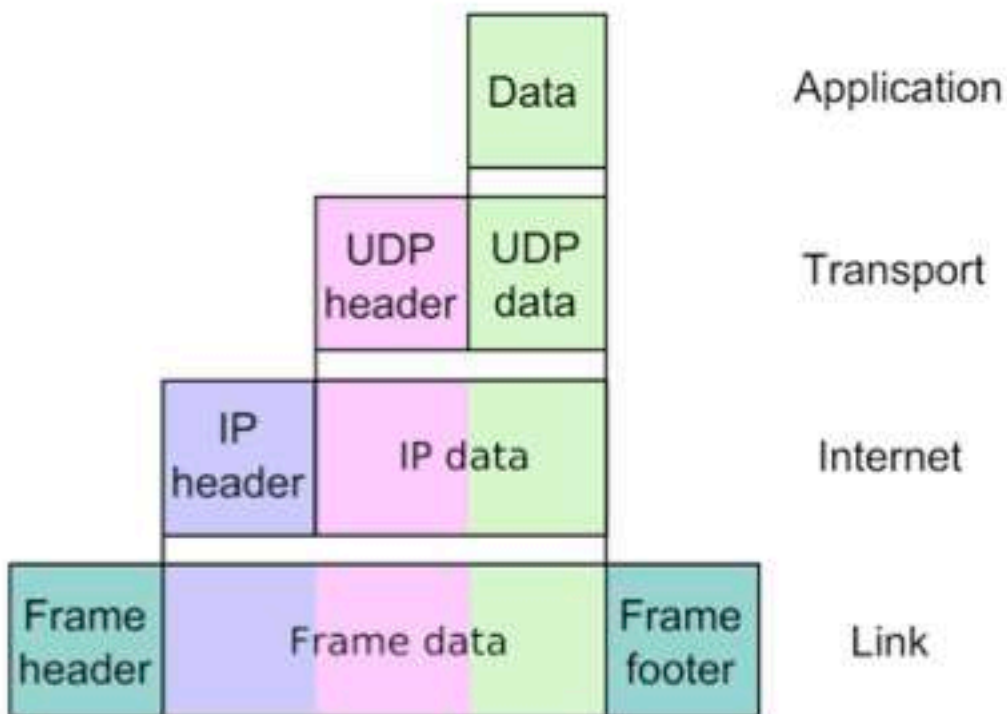 Data
Application
UDP
header
UDP
data
Transport
IP
header
IP data
Internet
Frame
header
Frame data
Frame
footer
Link